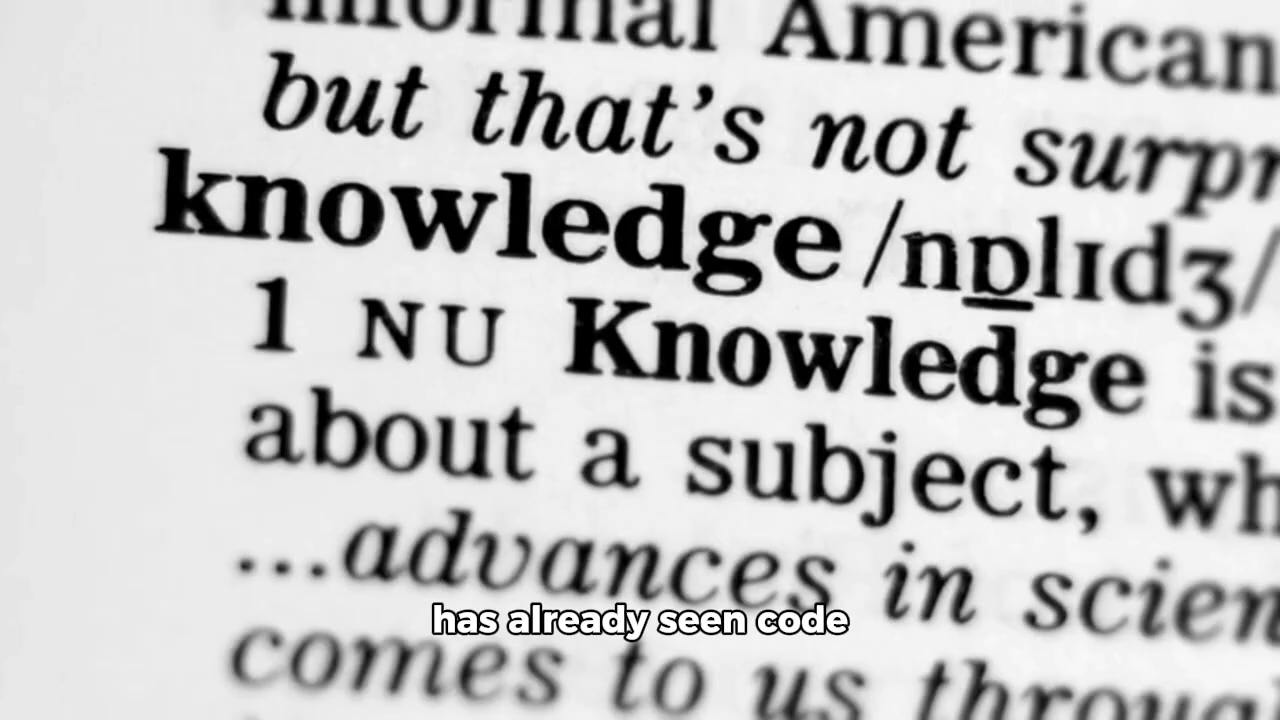 informal American
but that's not surpr
knowledge /nɒlɪdʒ/
1 NU Knowledge is
about a subject, wh
...advances in scien
has already seen code
comes to us throug